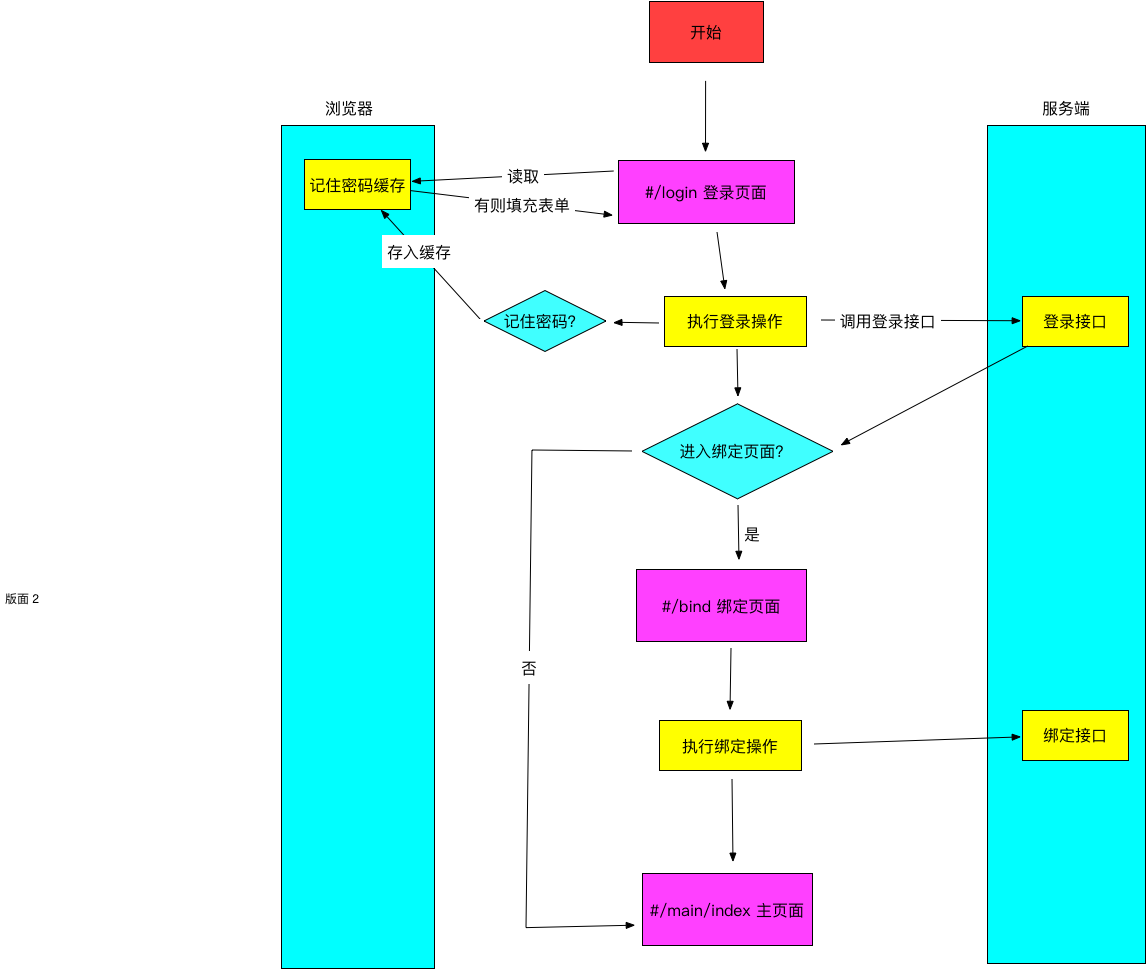 开始
浏览器
服务端
记住密码缓存
读取
#/login 登录页面
有则填充表单
存入缓存
记住密码?
执行登录操作
调用登录接口
登录接口
进入绑定页面?
是
版面 2
#/bind 绑定页面
否
执行绑定操作
绑定接口
#/main/index 主页面